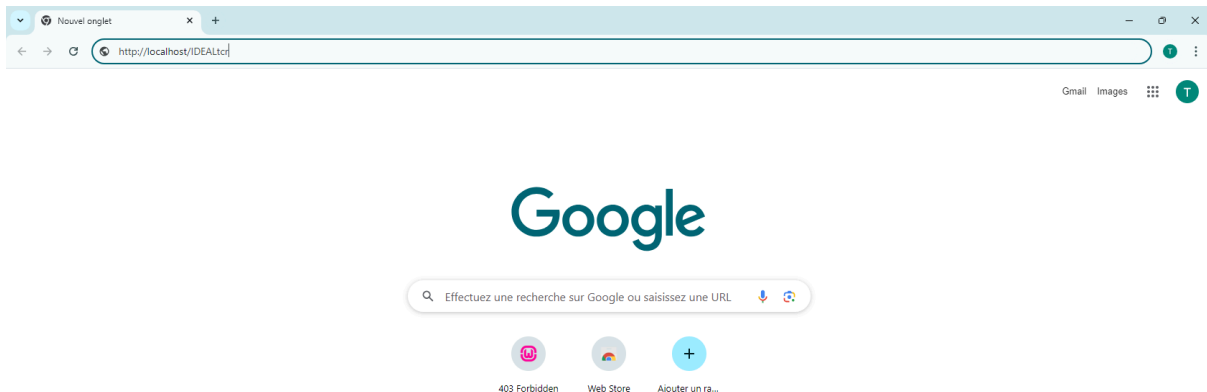 Nouvel onglet
http://localhost/IDEALtcr
T
Gmail Images
T
Google
Effectuez une recherche sur Google ou saisissez une URL
403 Forbidden Web Store Ajouter un ra...